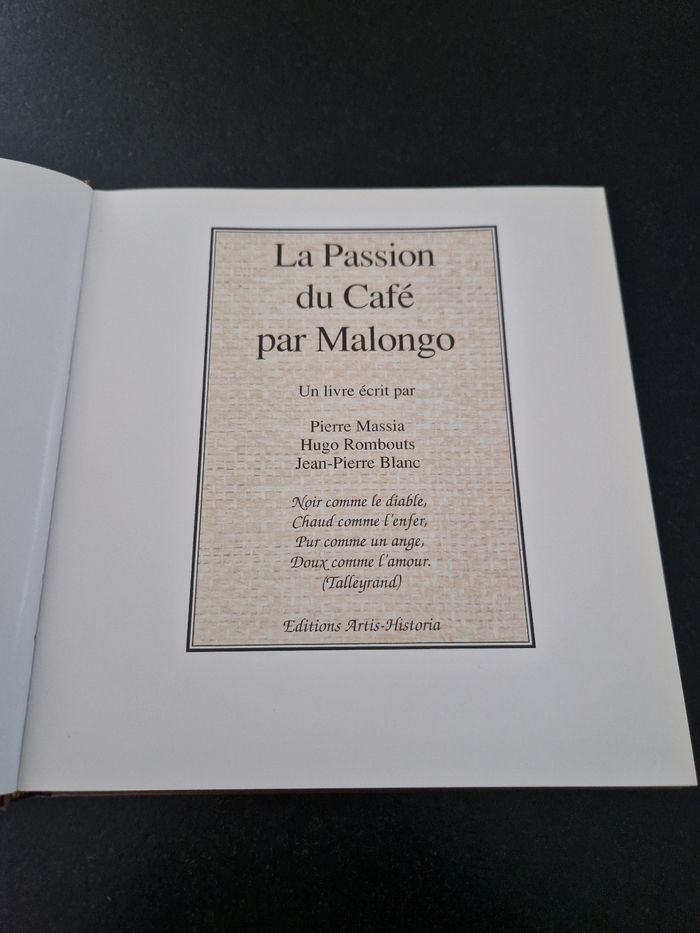 La Passion
du Café
par Malongo
Un livre écrit par
Pierre Massia
Hugo Rombouts
Jean-Pierre Blanc
Noir comme le diable,
Chaud comme l'enfer,
Pur comme un ange,
Doux comme l'amour.
(Talleyrand)
Editions Artis-Historia